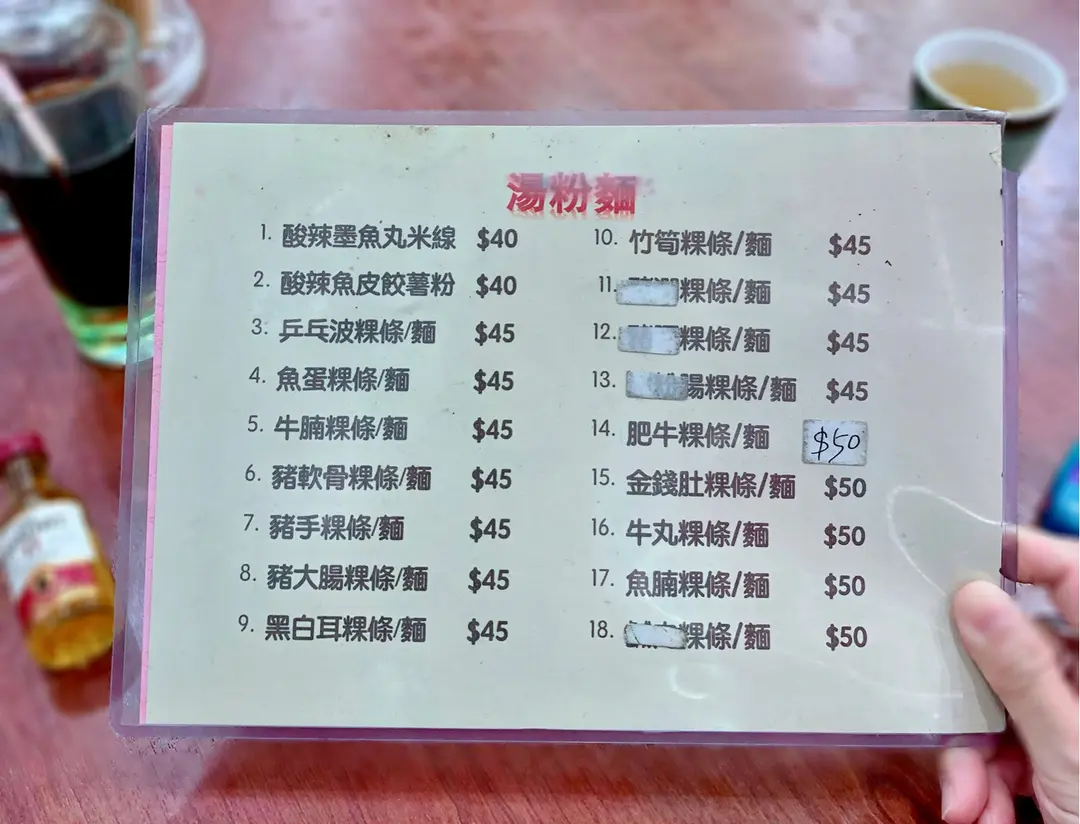 湯粉麵
1. 酸辣墨魚丸米線 $40
2. 酸辣魚皮餃薯粉 $40
3. 乒乓波粿條/麵 $45
4. 魚蛋粿條/麵 $45
5. 牛腩粿條/麵 $45
6. 豬軟骨粿條/麵 $45
7. 豬手粿條/麵 $45
8. 豬大腸粿條/麵 $45
9. 黑白耳粿條/麵 $45
10. 竹筍粿條/麵 $45
11. 粿條/麵 $45
12. 粿條/麵 $45
13. 腸粿條/麵 $45
14. 肥牛粿條/麵 $50
15. 金錢肚粿條/麵 $50
16. 牛丸粿條/麵 $50
17. 魚腩粿條/麵 $50
18. 粿條/麵 $50